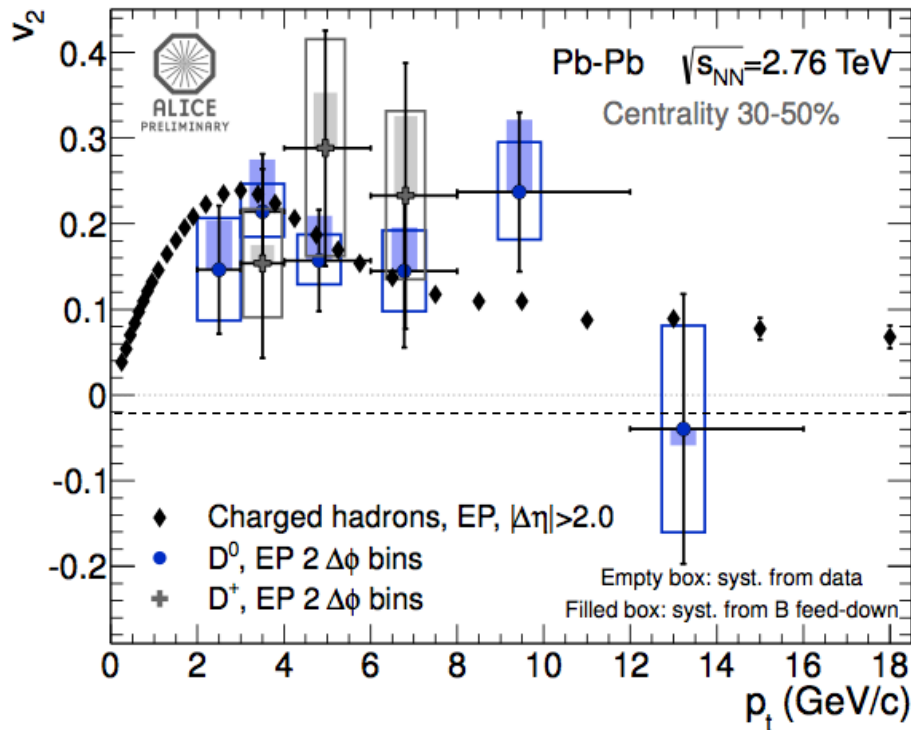 v₂
0.4
0.3
0.2
0.1
0
-0.1
-0.2
ALICE
PRELIMINARY
Pb-Pb √sNN=2.76 TeV
Centrality 30-50%
Charged hadrons, EP, |Δη|>2.0
D⁰, EP 2 Δϕ bins
D⁺, EP 2 Δϕ bins
Empty box: syst. from data
Filled box: syst. from B feed-down
0 2 4 6 8 10 12 14 16 18
pₜ (GeV/c)